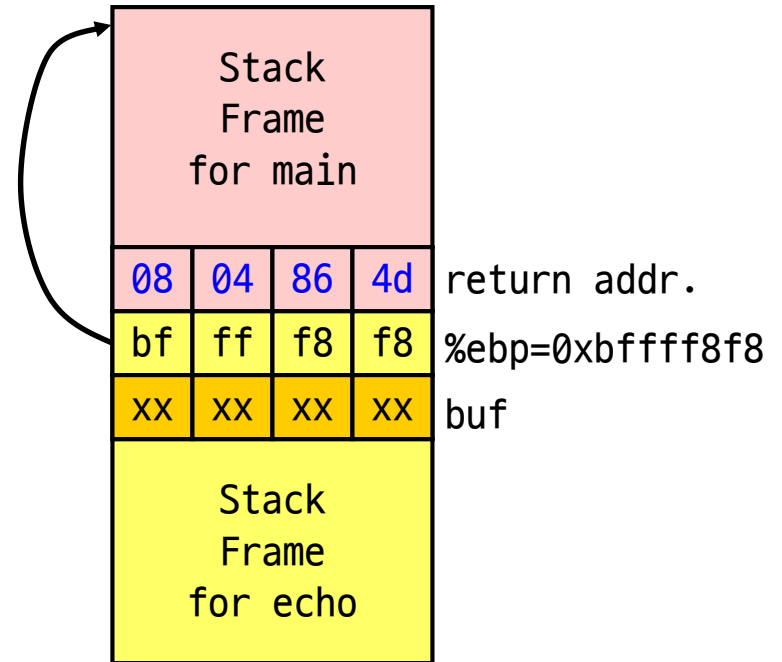 Stack
Frame
for main
08 04 86 4d return addr.
bf ff f8 f8 %ebp=0xbffff8f8
xx xx xx xx buf
Stack
Frame
for echo